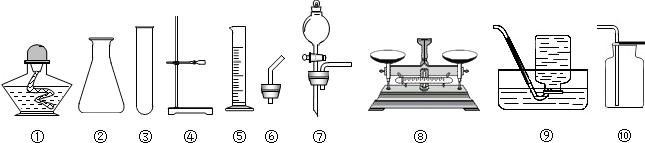 ① ② ③ ④ ⑤ ⑥ ⑦ ⑧ ⑨ ⑩